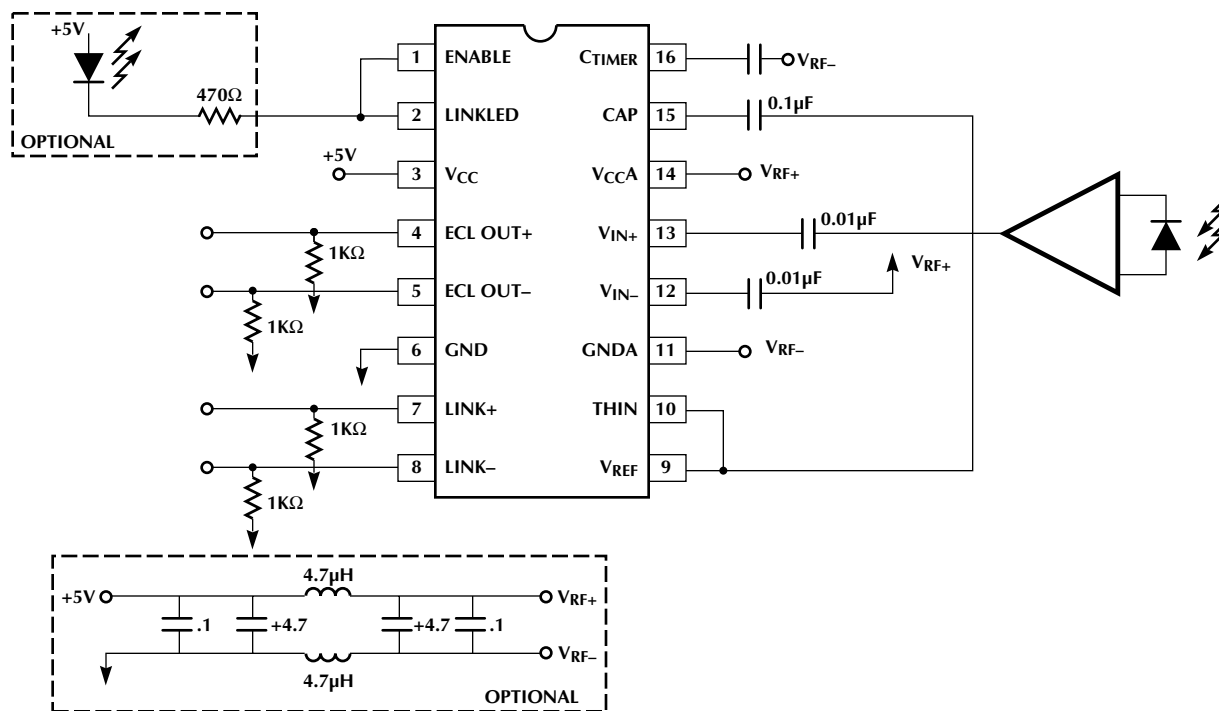 +5V
470Ω
OPTIONAL
1 ENABLE
2 LINKLED
+5V
3 VCC
4 ECL OUT+
1KΩ
5 ECL OUT–
1KΩ
6 GND
7 LINK+
1KΩ
8 LINK–
1KΩ
CTIMER 16
VRF–
CAP 15
0.1µF
VCCA 14
VRF+
VIN+ 13
0.01µF
VRF+
VIN– 12
0.01µF
GNDA 11
VRF–
THIN 10
VREF 9
4.7µH
+5V
.1
+4.7
+4.7
.1
VRF+
VRF–
4.7µH
OPTIONAL